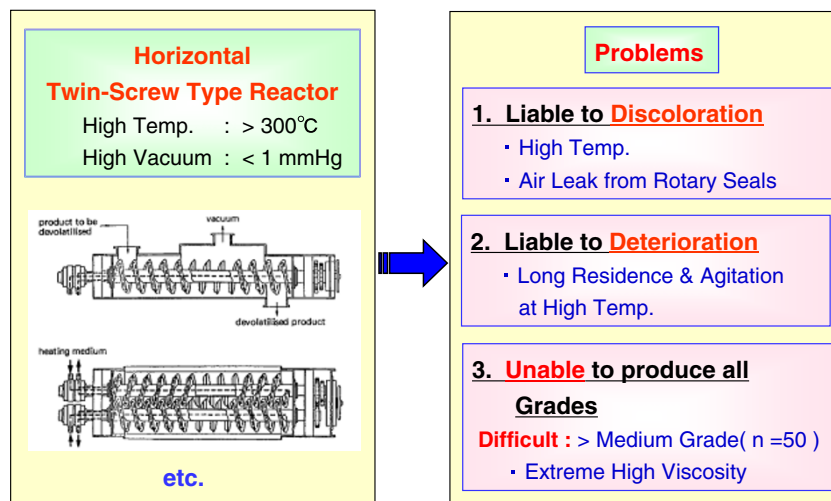 Horizontal
Twin-Screw Type Reactor
High Temp. : > 300℃
High Vacuum : < 1 mmHg
product to be
devolatilised
vacuum
devolatilised product
heating medium
etc.
Problems
1. Liable to Discoloration
・High Temp.
・Air Leak from Rotary Seals
2. Liable to Deterioration
・Long Residence & Agitation
at High Temp.
3. Unable to produce all
Grades
Difficult : > Medium Grade( n =50 )
・Extreme High Viscosity